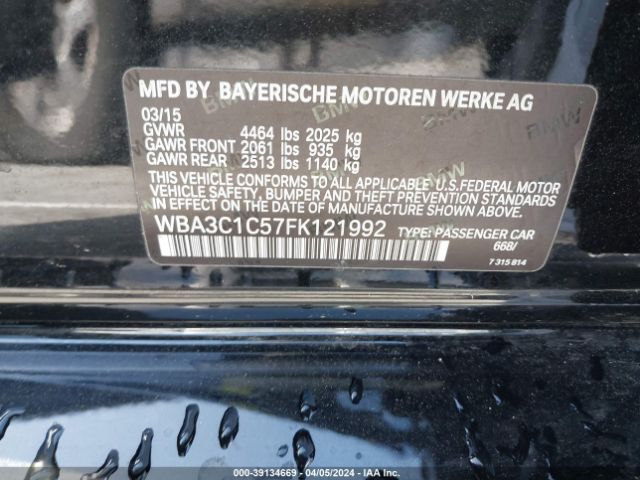 MFD BY BAYERISCHE MOTOREN WERKE AG
03/15
GVWR 4464 lbs 2025 kg
GAWR FRONT 2061 lbs 935 kg
GAWR REAR 2513 lbs 1140 kg
THIS VEHICLE CONFORMS TO ALL APPLICABLE U.S.FEDERAL MOTOR
VEHICLE SAFETY, BUMPER AND THEFT PREVENTION STANDARDS
IN EFFECT ON THE DATE OF MANUFACTURE SHOWN ABOVE.
WBA3C1C57FK121992 TYPE: PASSENGER CAR
668/
7 315 814
000-39134669 - 04/05/2024 - IAA Inc.